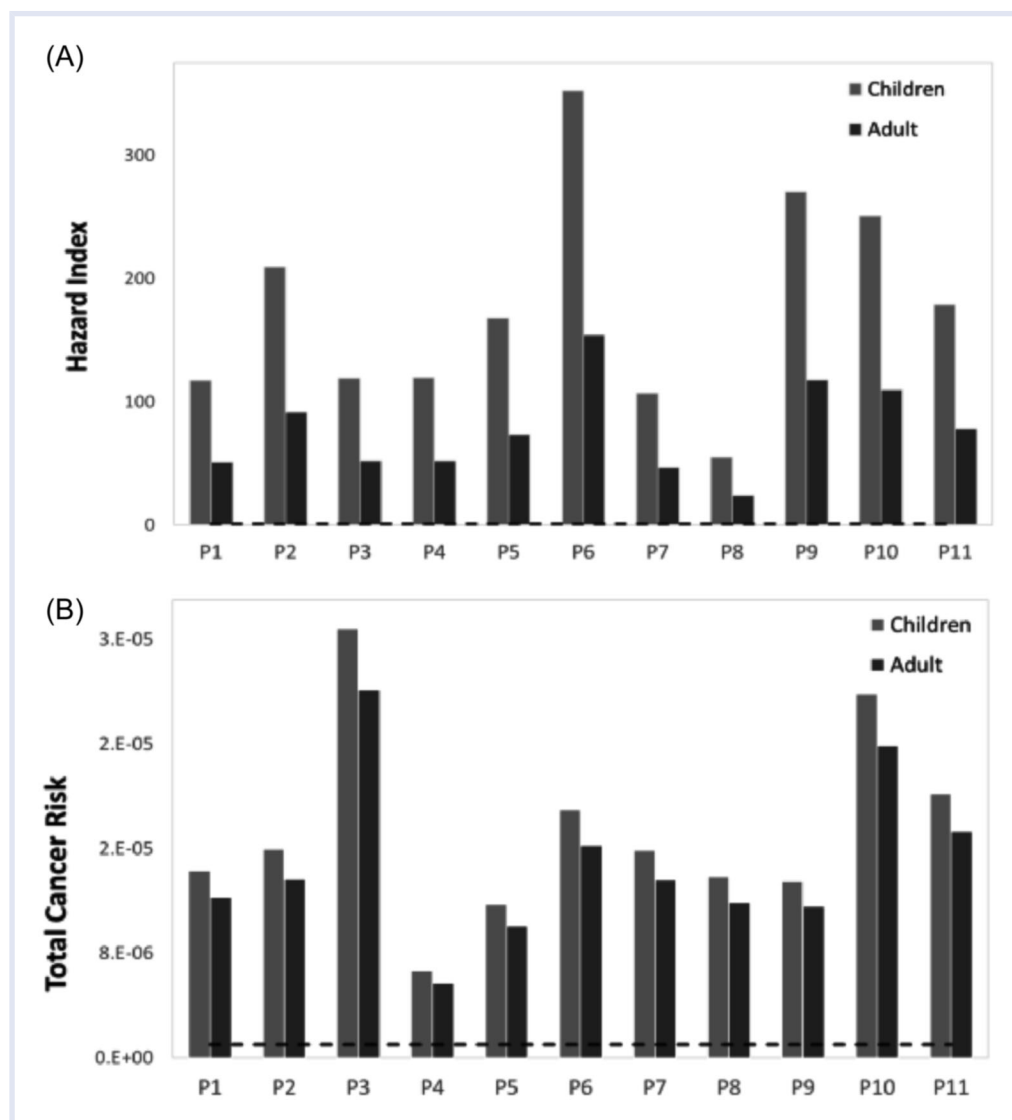 (A)
Children
Adult
Hazard Index
300
200
100
0
P1 P2 P3 P4 P5 P6 P7 P8 P9 P10 P11
(B)
Children
Adult
Total Cancer Risk
3.E-05
2.E-05
2.E-05
8.E-06
0.E+00
P1 P2 P3 P4 P5 P6 P7 P8 P9 P10 P11